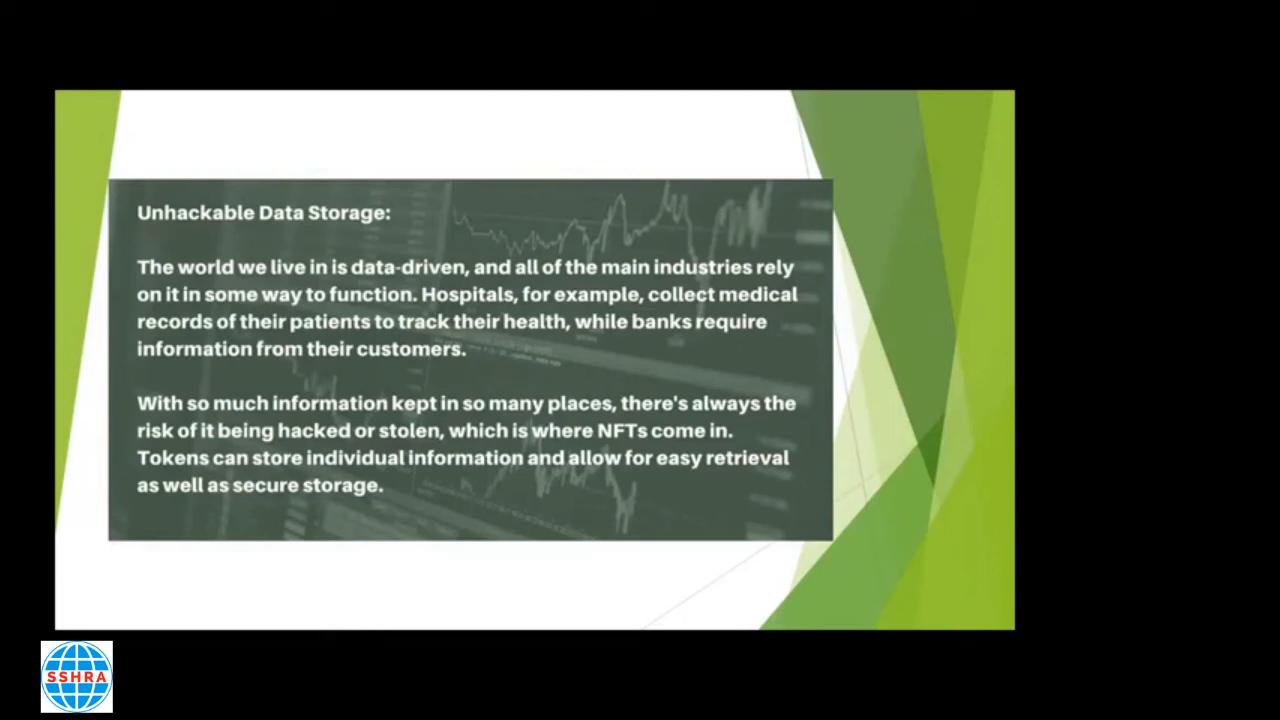 Unhackable Data Storage:
The world we live in is data-driven, and all of the main industries rely
on it in some way to function. Hospitals, for example, collect medical
records of their patients to track their health, while banks require
information from their customers.
With so much information kept in so many places, there's always the
risk of it being hacked or stolen, which is where NFTs come in.
Tokens can store individual information and allow for easy retrieval
as well as secure storage.
SSHRA